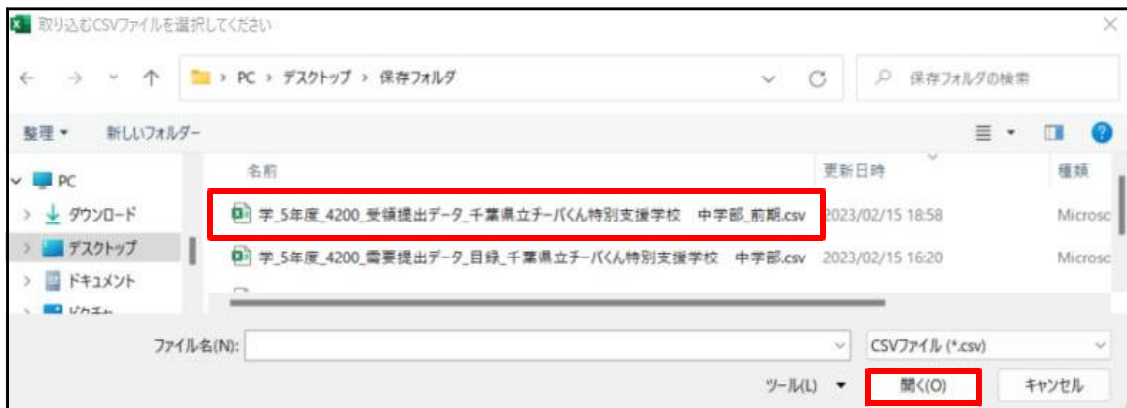 取り込むCSVファイルを選択してください
PC › デスクトップ › 保存フォルダ
保存フォルダの検索
整理 新しいフォルダー
名前 更新日時 種類
PC
ダウンロード
デスクトップ
ドキュメント
ピクチャ
学_5年度_4200_受領提出データ_千葉県立チーバくん特別支援学校 中学部_前期.csv 2023/02/15 18:58 Microsc
学_5年度_4200_需要提出データ_目録_千葉県立チーバくん特別支援学校 中学部.csv 2023/02/15 16:20 Microsc
ファイル名(N): CSVファイル (*.csv)
ツール(L) 開く(O) キャンセル